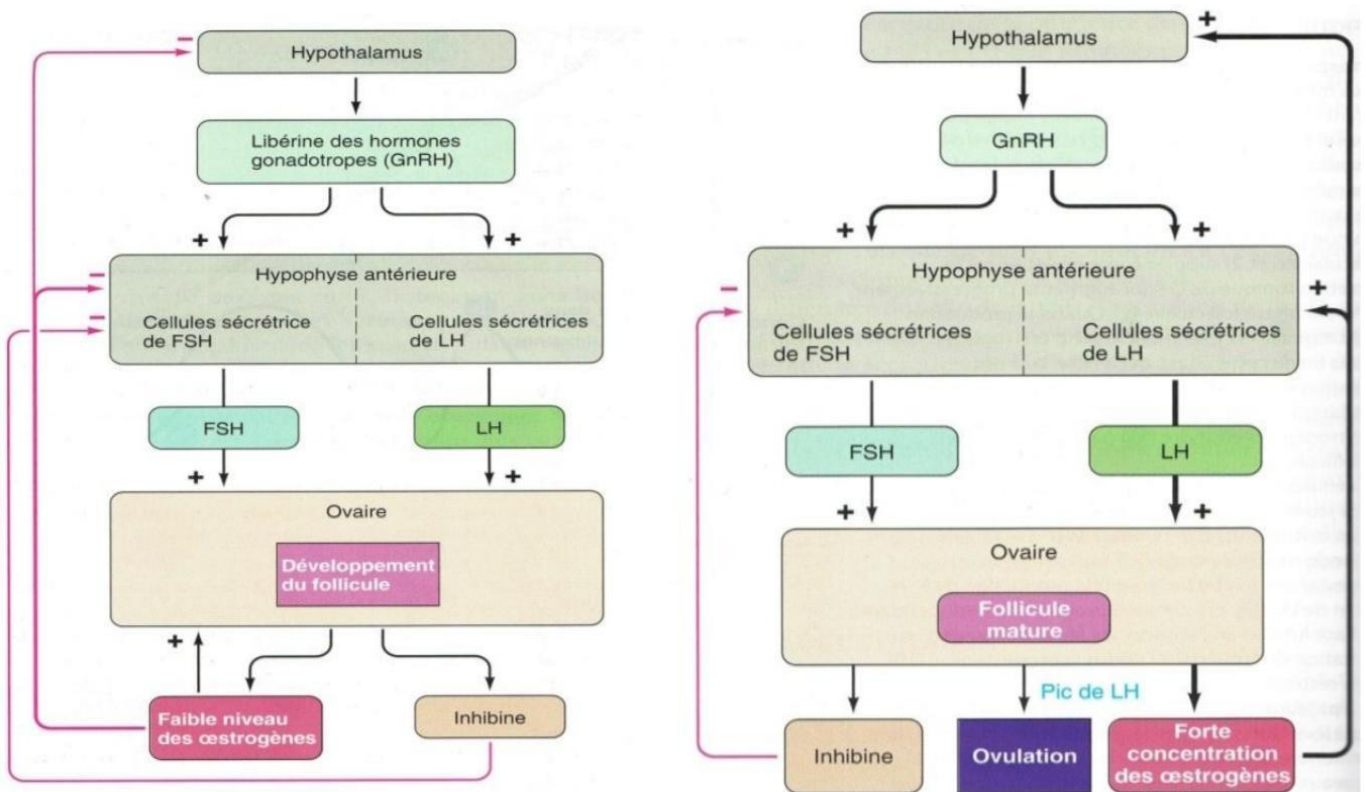 -
Hypothalamus
Libérine des hormones
gonadotropes (GnRH)
+
+
-
Hypophyse antérieure
-
Cellules sécrétrice
de FSH
Cellules sécrétrices
de LH
FSH
LH
+
+
Ovaire
Développement
du follicule
+
Faible niveau
des œstrogènes
Inhibine
+
Hypothalamus
GnRH
+
+
-
Hypophyse antérieure
+
Cellules sécrétrices
de FSH
Cellules sécrétrices
de LH
FSH
LH
+
+
Ovaire
Follicule
mature
Pic de LH
Inhibine
Ovulation
Forte
concentration
des œstrogènes